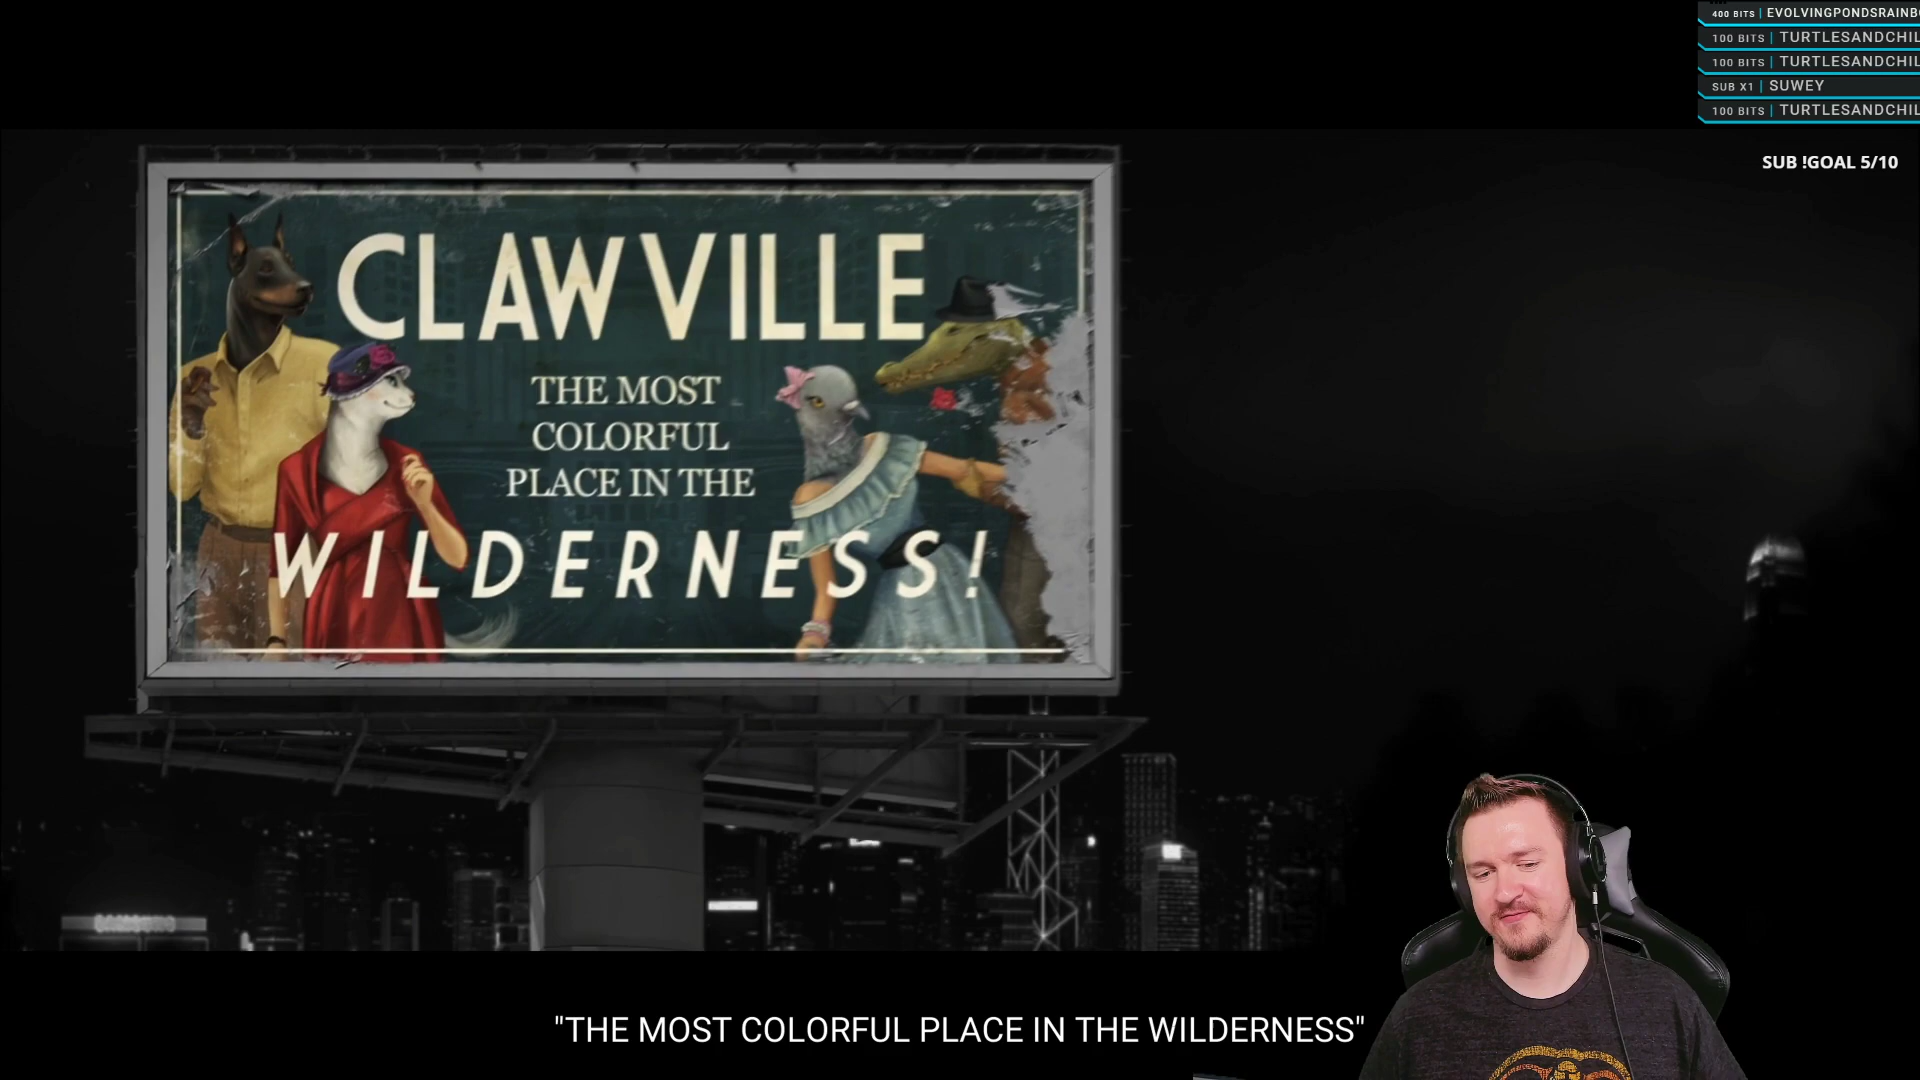 400 BITS | EVOLVINGPONDSRAINB
100 BITS | TURTLESANDCHIL
100 BITS | TURTLESANDCHIL
SUB X1 | SUWEY
100 BITS | TURTLESANDCHIL
SUB !GOAL 5/10
CLAWVILLE
THE MOST
COLORFUL
PLACE IN THE
WILDERNESS!
"THE MOST COLORFUL PLACE IN THE WILDERNESS"